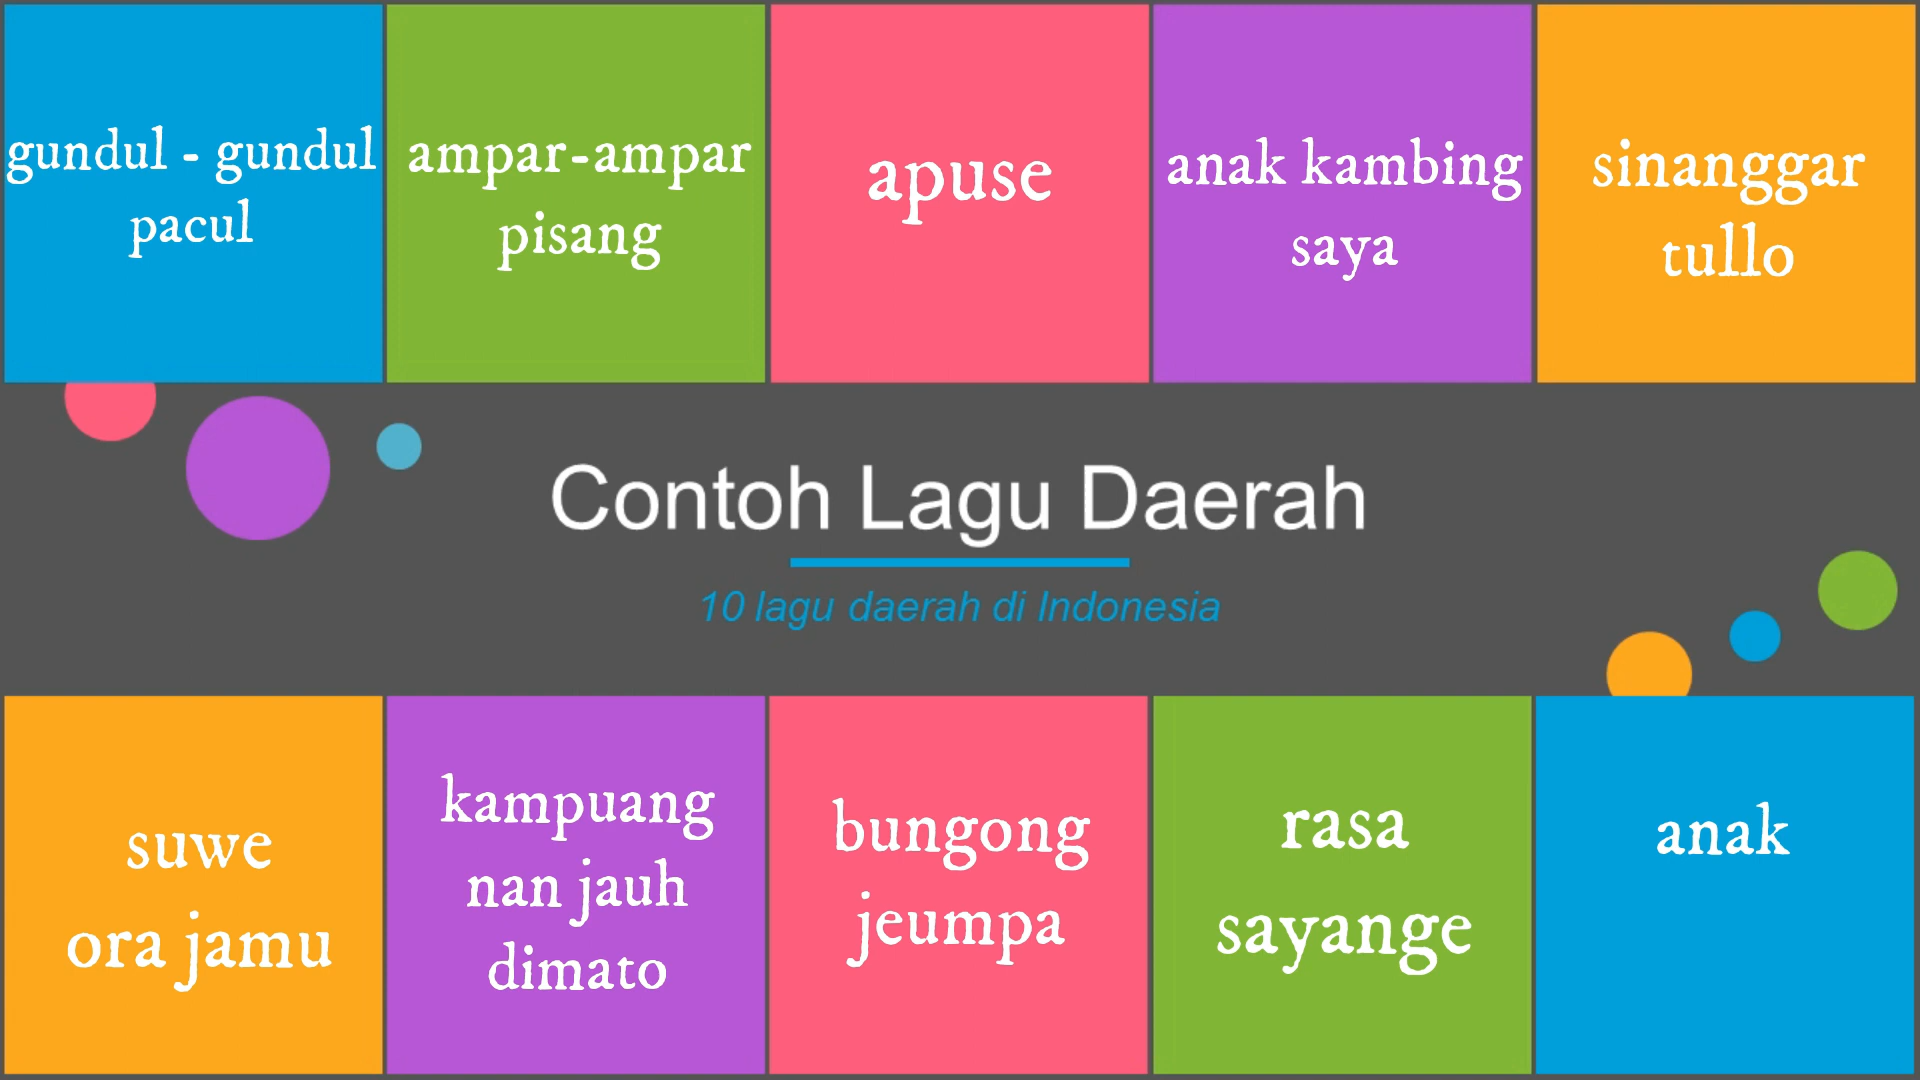 gundul - gundul
pacul
ampar-ampar
pisang
apuse
anak kambing
saya
sinanggar
tullo
Contoh Lagu Daerah
10 lagu daerah di Indonesia
suwe
ora jamu
kampuang
nan jauh
dimato
bungong
jeumpa
rasa
sayange
anak